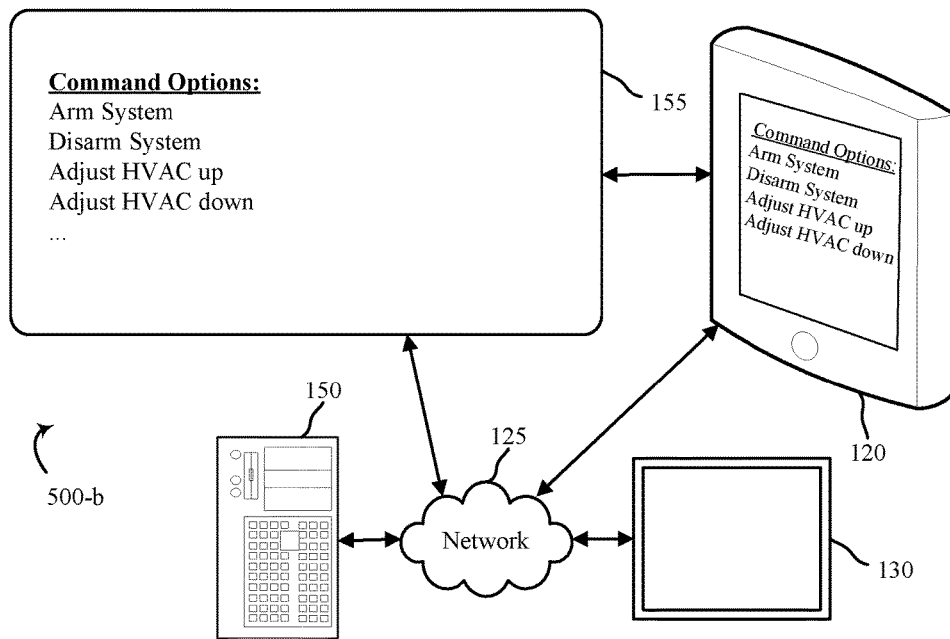 Command Options:
Arm System
Disarm System
Adjust HVAC up
Adjust HVAC down
...
155
Command Options:
Arm System
Disarm System
Adjust HVAC up
Adjust HVAC down
120
150
125
500-b
Network
130